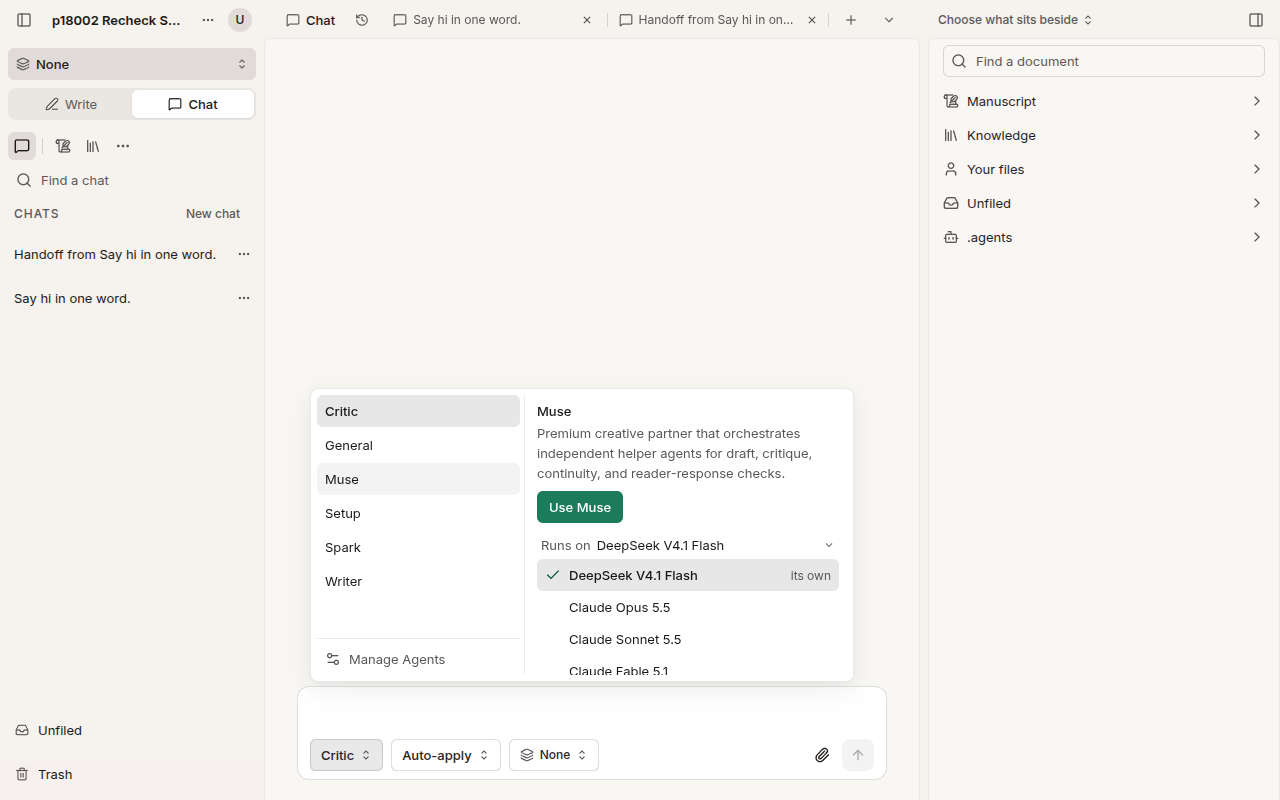 p18002 Recheck S...
U
None
Write
Chat
Find a chat
CHATS
New chat
Handoff from Say hi in one word.
Say hi in one word.
Unfiled
Trash
Chat
Say hi in one word.
Handoff from Say hi in on...
Critic
General
Muse
Setup
Spark
Writer
Manage Agents
Muse
Premium creative partner that orchestrates
independent helper agents for draft, critique,
continuity, and reader-response checks.
Use Muse
Runs on DeepSeek V4.1 Flash
DeepSeek V4.1 Flash its own
Claude Opus 5.5
Claude Sonnet 5.5
Claude Fable 5.1
Critic
Auto-apply
None
Choose what sits beside
Find a document
Manuscript
Knowledge
Your files
Unfiled
.agents